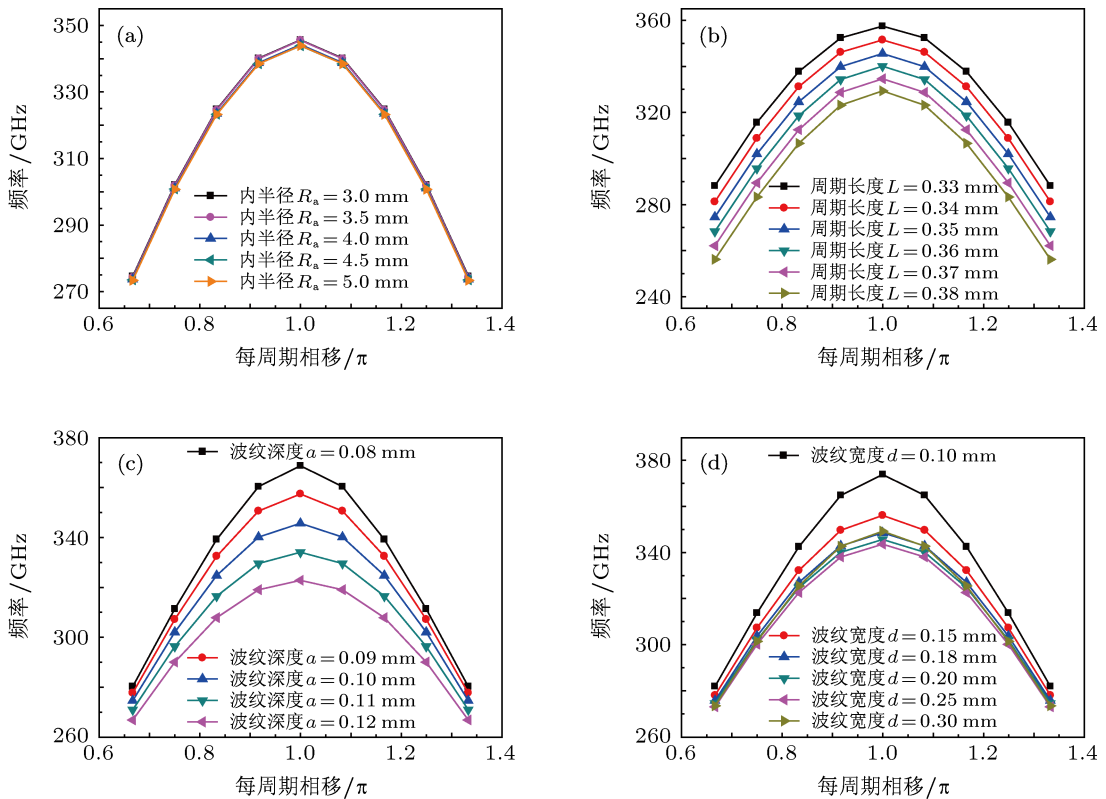 (a)
350
330
310
290
270
频率/GHz
内半径Ra=3.0 mm
内半径Ra=3.5 mm
内半径Ra=4.0 mm
内半径Ra=4.5 mm
内半径Ra=5.0 mm
0.6 0.8 1.0 1.2 1.4
每周期相移/π
(b)
360
320
280
240
频率/GHz
周期长度L=0.33 mm
周期长度L=0.34 mm
周期长度L=0.35 mm
周期长度L=0.36 mm
周期长度L=0.37 mm
周期长度L=0.38 mm
0.6 0.8 1.0 1.2 1.4
每周期相移/π
(c)
380
340
300
260
频率/GHz
波纹深度a=0.08 mm
波纹深度a=0.09 mm
波纹深度a=0.10 mm
波纹深度a=0.11 mm
波纹深度a=0.12 mm
0.6 0.8 1.0 1.2 1.4
每周期相移/π
(d)
380
340
300
260
频率/GHz
波纹宽度d=0.10 mm
波纹宽度d=0.15 mm
波纹宽度d=0.18 mm
波纹宽度d=0.20 mm
波纹宽度d=0.25 mm
波纹宽度d=0.30 mm
0.6 0.8 1.0 1.2 1.4
每周期相移/π